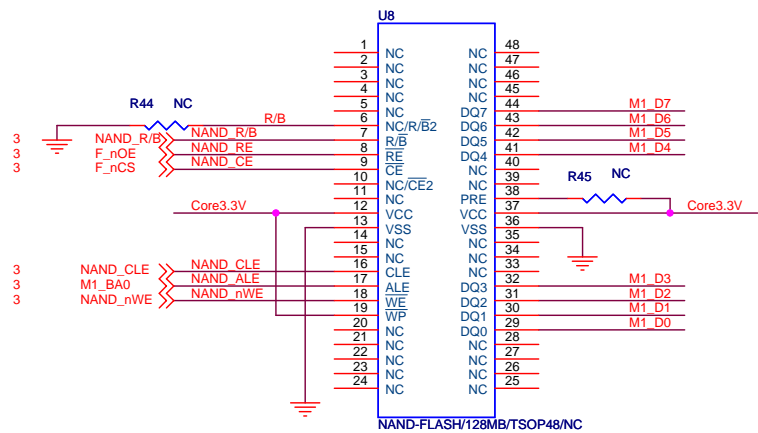 U8
1 NC NC 48
2 NC NC 47
3 NC NC 46
4 NC NC 45
R44 NC 5 NC DQ7 44 M1_D7
R/B 6 NC/R/B2 DQ6 43 M1_D6
3 NAND_R/B NAND_R/B 7 R/B DQ5 42 M1_D5
3 F_nOE NAND_RE 8 RE DQ4 41 M1_D4
3 F_nCS NAND_CE 9 CE NC 40
10 NC/CE2 NC 39 R45 NC
11 NC PRE 38
Core3.3V 12 VCC VCC 37 Core3.3V
13 VSS VSS 36
14 NC NC 35
15 NC NC 34
3 NAND_CLE NAND_CLE 16 CLE NC 33
3 M1_BA0 NAND_ALE 17 ALE DQ3 32 M1_D3
3 NAND_nWE NAND_nWE 18 WE DQ2 31 M1_D2
19 WP DQ1 30 M1_D1
20 NC DQ0 29 M1_D0
21 NC NC 28
22 NC NC 27
23 NC NC 26
24 NC NC 25
NAND-FLASH/128MB/TSOP48/NC